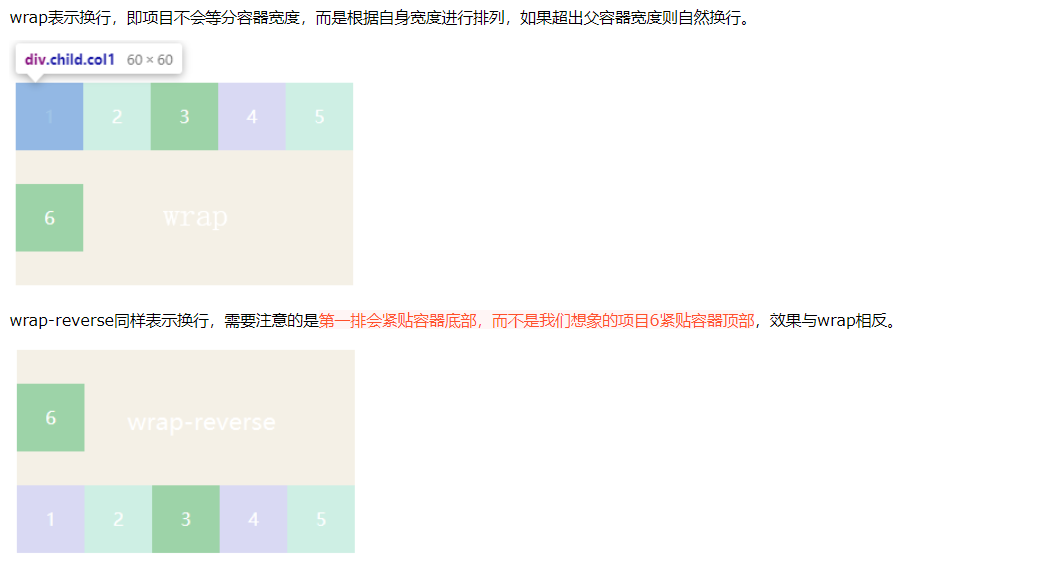 wrap表示换行，即项目不会等分容器宽度，而是根据自身宽度进行排列，如果超出父容器宽度则自然换行。
div.child.col1 60 × 60
1 2 3 4 5
6 wrap
wrap-reverse同样表示换行，需要注意的是第一排会紧贴容器底部，而不是我们想象的项目6紧贴容器顶部，效果与wrap相反。
6 wrap-reverse
1 2 3 4 5